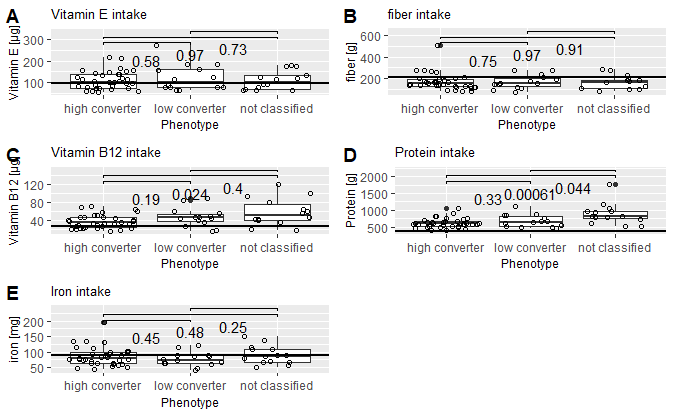 A Vitamin E intake
Vitamin E [µg]
300
200
100
0.58 0.97 0.73
high converter low converter not classified
Phenotype
B fiber intake
fiber [g]
600
400
200
0.75 0.97 0.91
high converter low converter not classified
Phenotype
C Vitamin B12 intake
Vitamin B12 [µg]
120
80
40
0.19 0.024 0.4
high converter low converter not classified
Phenotype
D Protein intake
Protein [g]
2000
1500
1000
500
0.33 0.00061 0.044
high converter low converter not classified
Phenotype
E Iron intake
iron [mg]
200
150
100
50
0.45 0.48 0.25
high converter low converter not classified
Phenotype